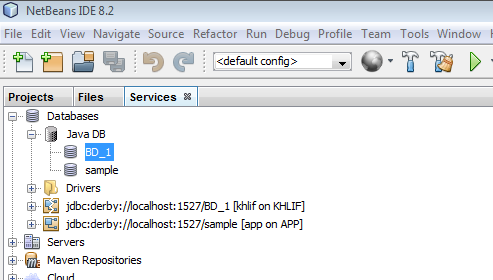 NetBeans IDE 8.2
File Edit View Navigate Source Refactor Run Debug Profile Team Tools Window
<default config>
Projects Files Services
Databases
Java DB
BD_1
sample
Drivers
jdbc:derby://localhost:1527/BD_1 [khlif on KHLIF]
jdbc:derby://localhost:1527/sample [app on APP]
Servers
Maven Repositories
Cloud